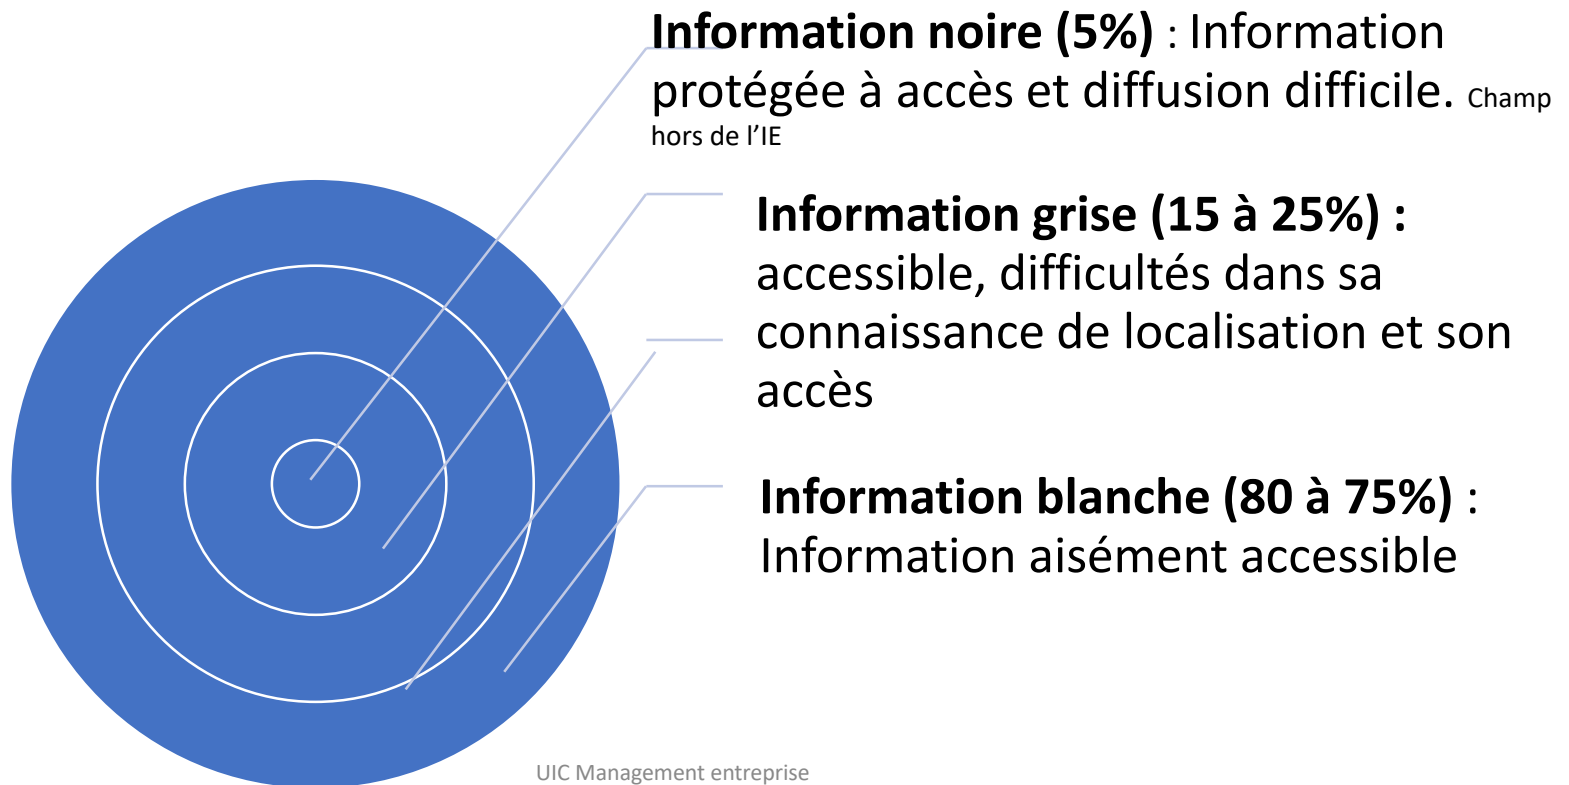 Information noire (5%) : Information
protégée à accès et diffusion difficile. Champ
hors de l’IE
Information grise (15 à 25%) :
accessible, difficultés dans sa
connaissance de localisation et son
accès
Information blanche (80 à 75%) :
Information aisément accessible
UIC Management entreprise